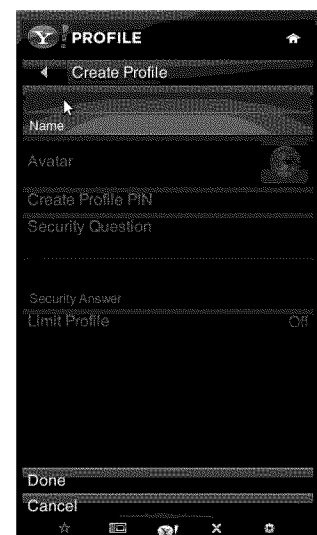 Y! PROFILE
Create Profile
Name
Avatar
Create Profile PIN
Security Question
Security Answer
Limit Profile Off
Done
Cancel
Y!